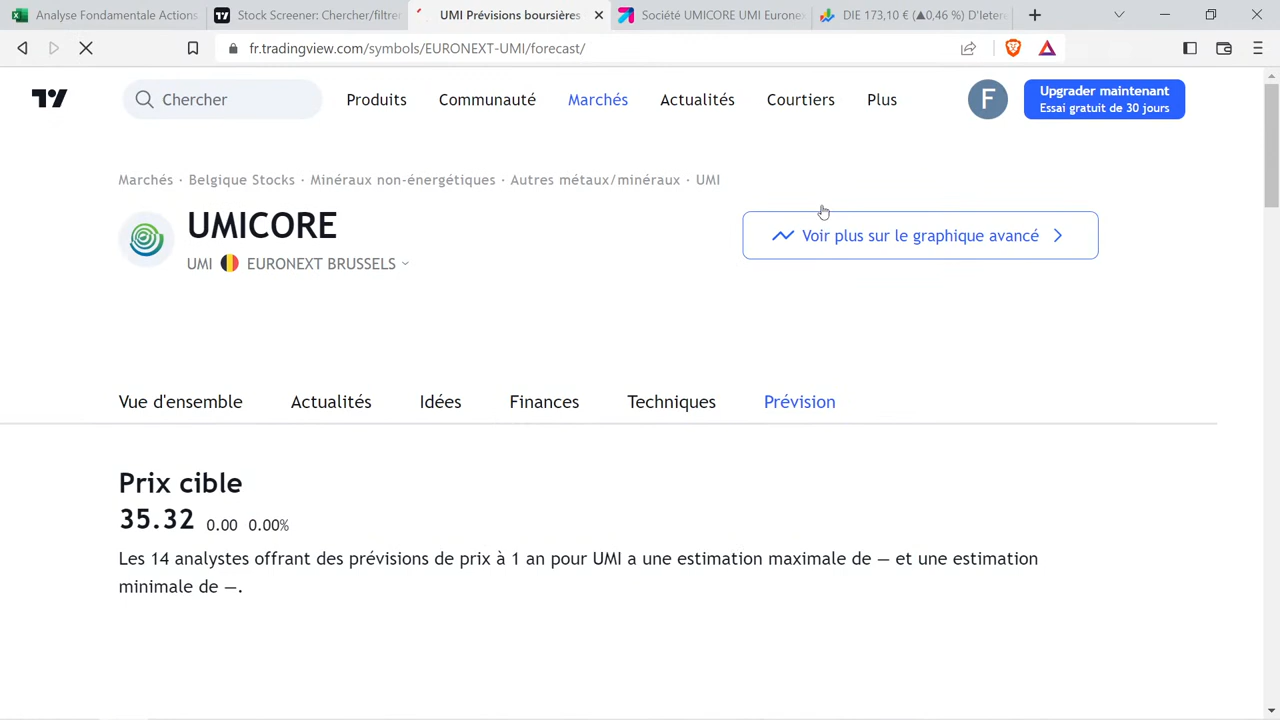 Analyse Fondamentale Actions
Stock Screener: Chercher/filtrer
UMI Prévisions boursières
Société UMICORE UMI Eurone
DIE 173,10 € (▲0,46 %) D'Ieter
fr.tradingview.com/symbols/EURONEXT-UMI/forecast/
Chercher
Produits
Communauté
Marchés
Actualités
Courtiers
Plus
F
Upgrader maintenant
Essai gratuit de 30 jours
Marchés · Belgique Stocks · Minéraux non-énergétiques · Autres métaux/minéraux · UMI
UMICORE
UMI EURONEXT BRUSSELS
Voir plus sur le graphique avancé
Vue d'ensemble
Actualités
Idées
Finances
Techniques
Prévision
Prix cible
35.32 0.00 0.00%
Les 14 analystes offrant des prévisions de prix à 1 an pour UMI a une estimation maximale de — et une estimation
minimale de —.